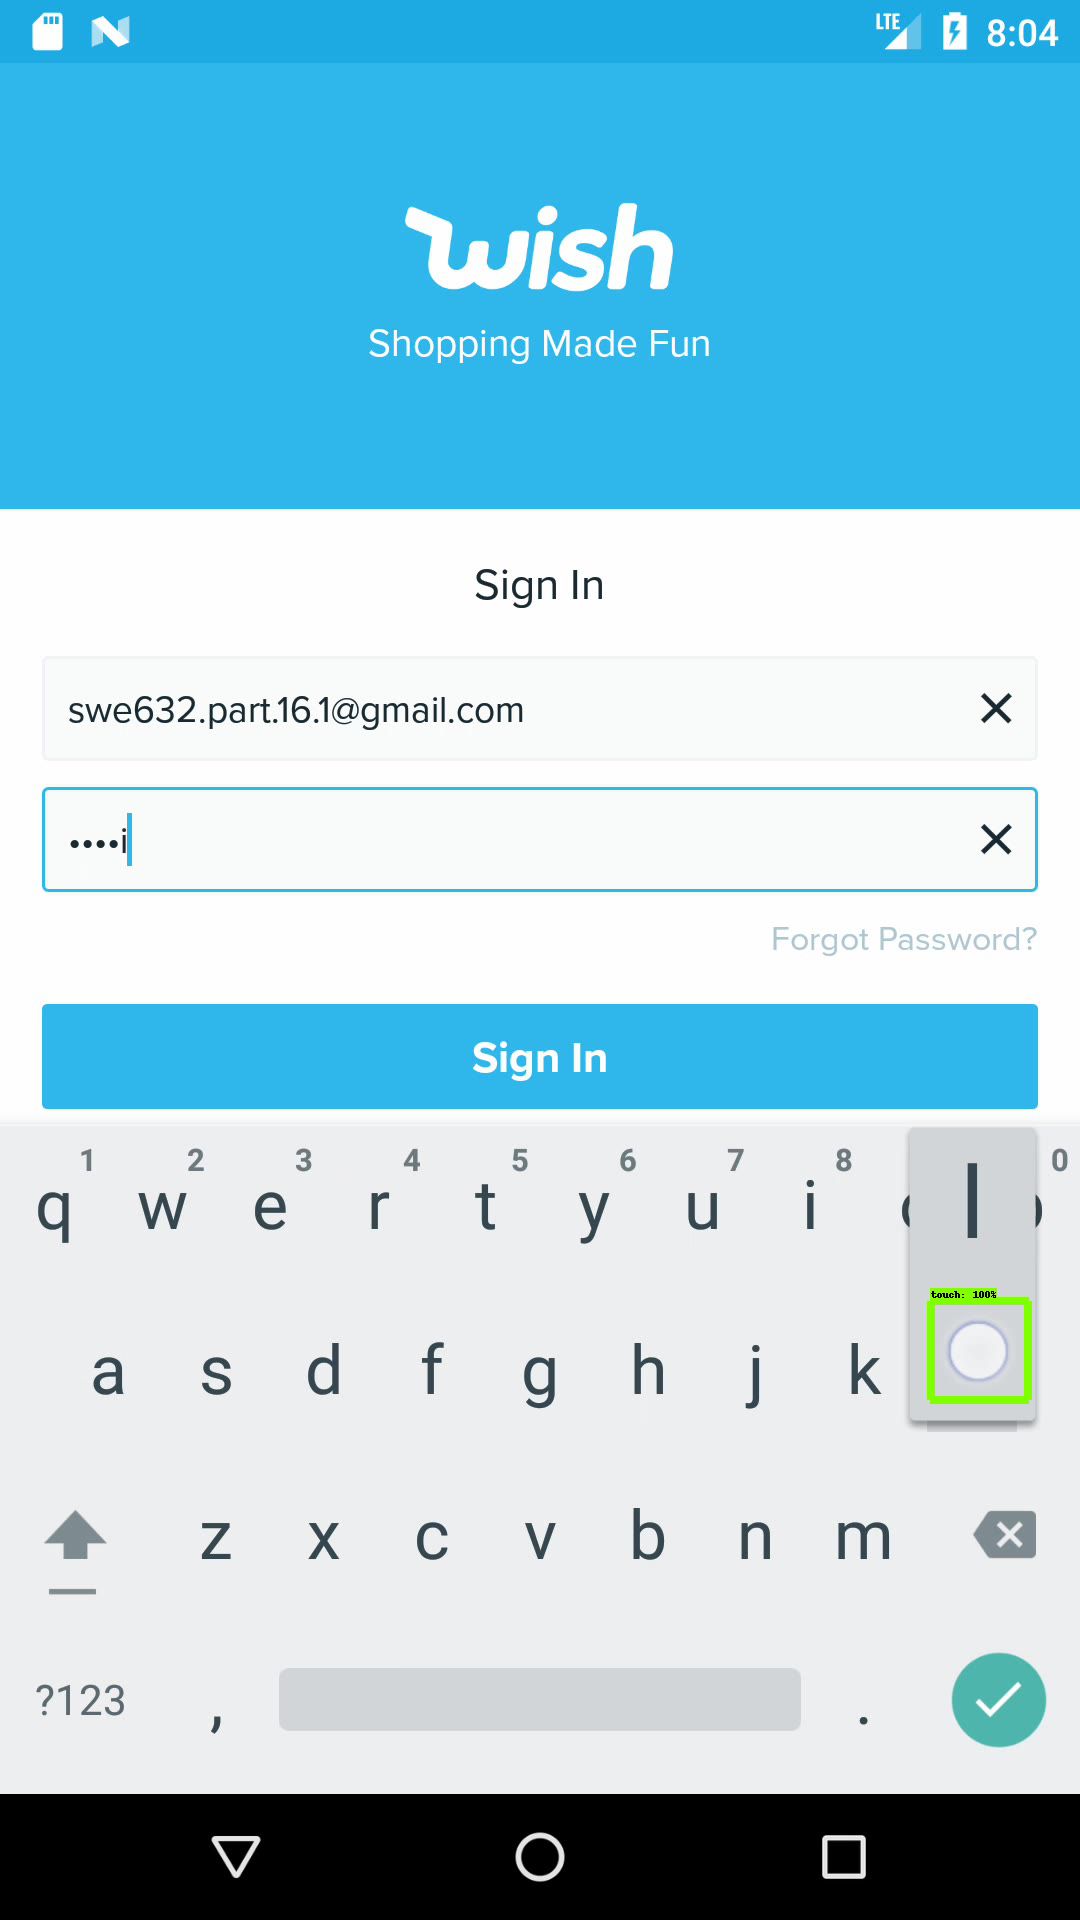 LTE 8:04
wish
Shopping Made Fun
Sign In
swe632.part.16.1@gmail.com
••••i
Forgot Password?
Sign In
1 2 3 4 5 6 7 8 0
q w e r t y u i l
touch: 100%
a s d f g h j k
z x c v b n m
?123 , .